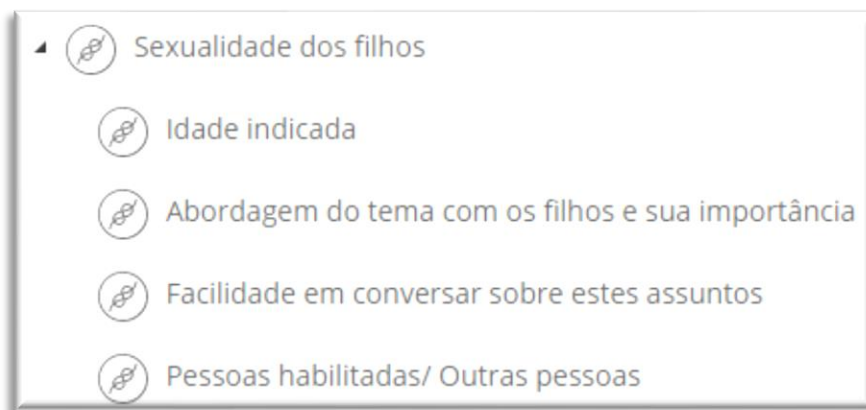 Sexualidade dos filhos
Idade indicada
Abordagem do tema com os filhos e sua importância
Facilidade em conversar sobre estes assuntos
Pessoas habilitadas/ Outras pessoas